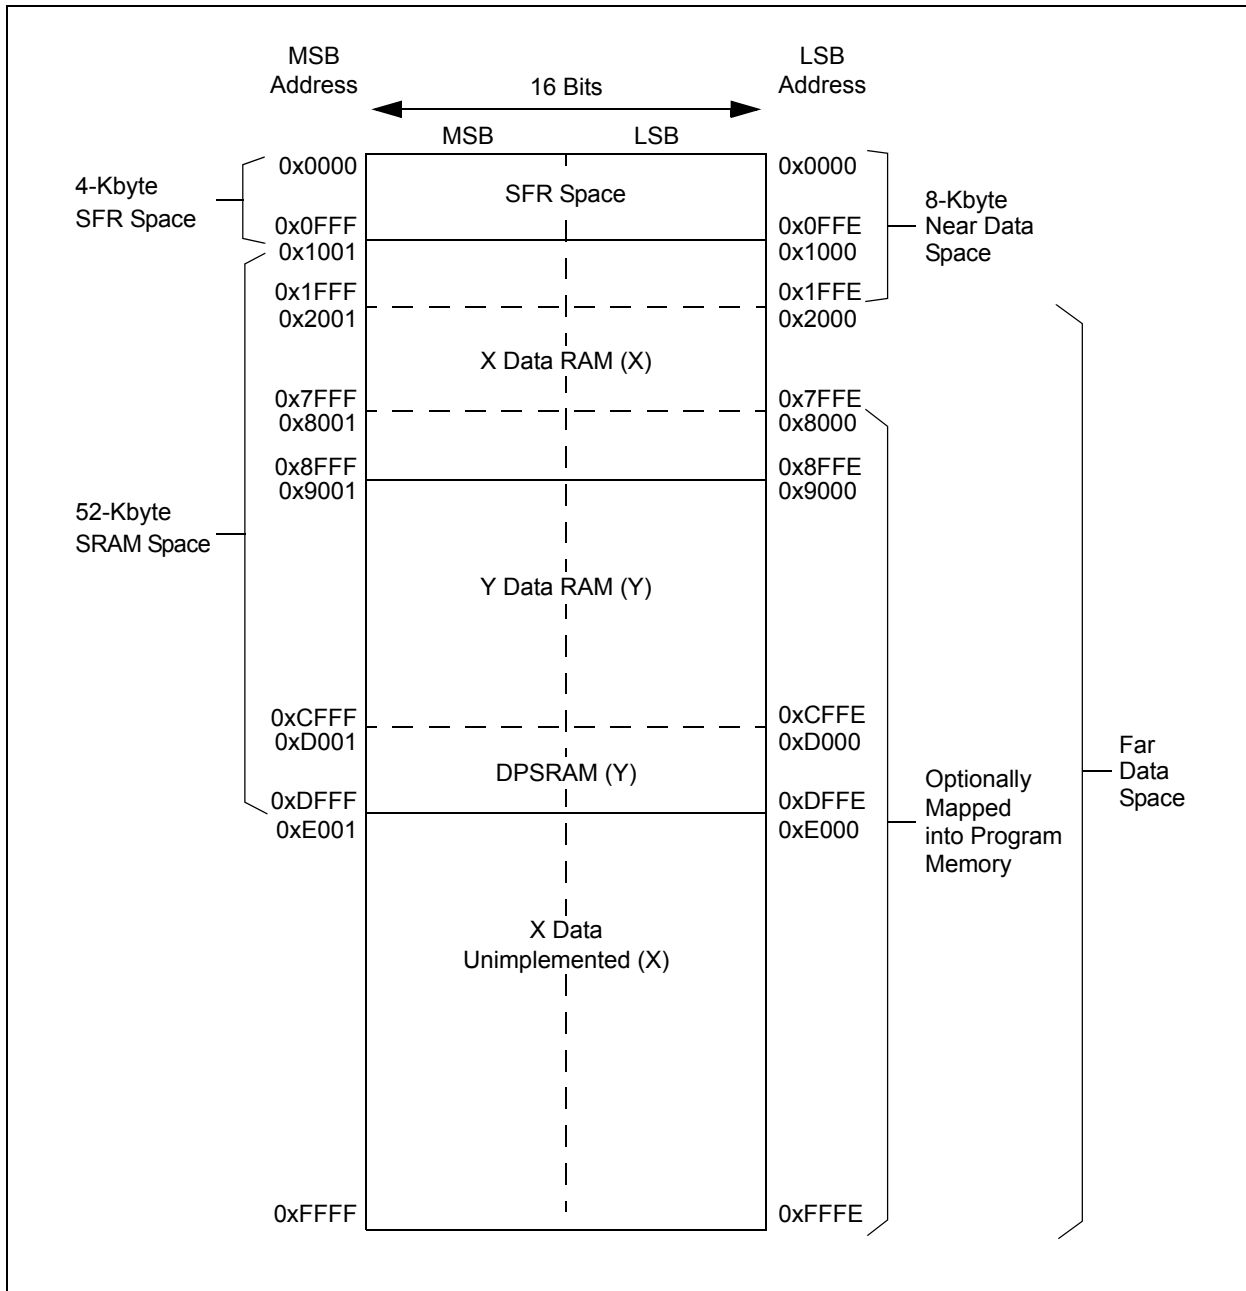 MSB
Address
LSB
Address
16 Bits
MSB
LSB
0x0000
0x0000
4-Kbyte
SFR Space
SFR Space
8-Kbyte
Near Data
Space
0x0FFF
0x0FFE
0x1001
0x1000
0x1FFF
0x1FFE
0x2001
0x2000
X Data RAM (X)
0x7FFF
0x7FFE
0x8001
0x8000
0x8FFF
0x8FFE
0x9001
0x9000
52-Kbyte
SRAM Space
Y Data RAM (Y)
0xCFFF
0xCFFE
0xD001
0xD000
DPSRAM (Y)
0xDFFF
0xDFFE
0xE001
0xE000
Optionally
Mapped
into Program
Memory
Far
Data
Space
X Data
Unimplemented (X)
0xFFFF
0xFFFE